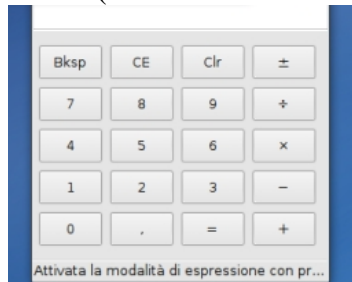 Bksp CE Clr ±
7 8 9 ÷
4 5 6 ×
1 2 3 −
0 , = +
Attivata la modalità di espressione con pr...